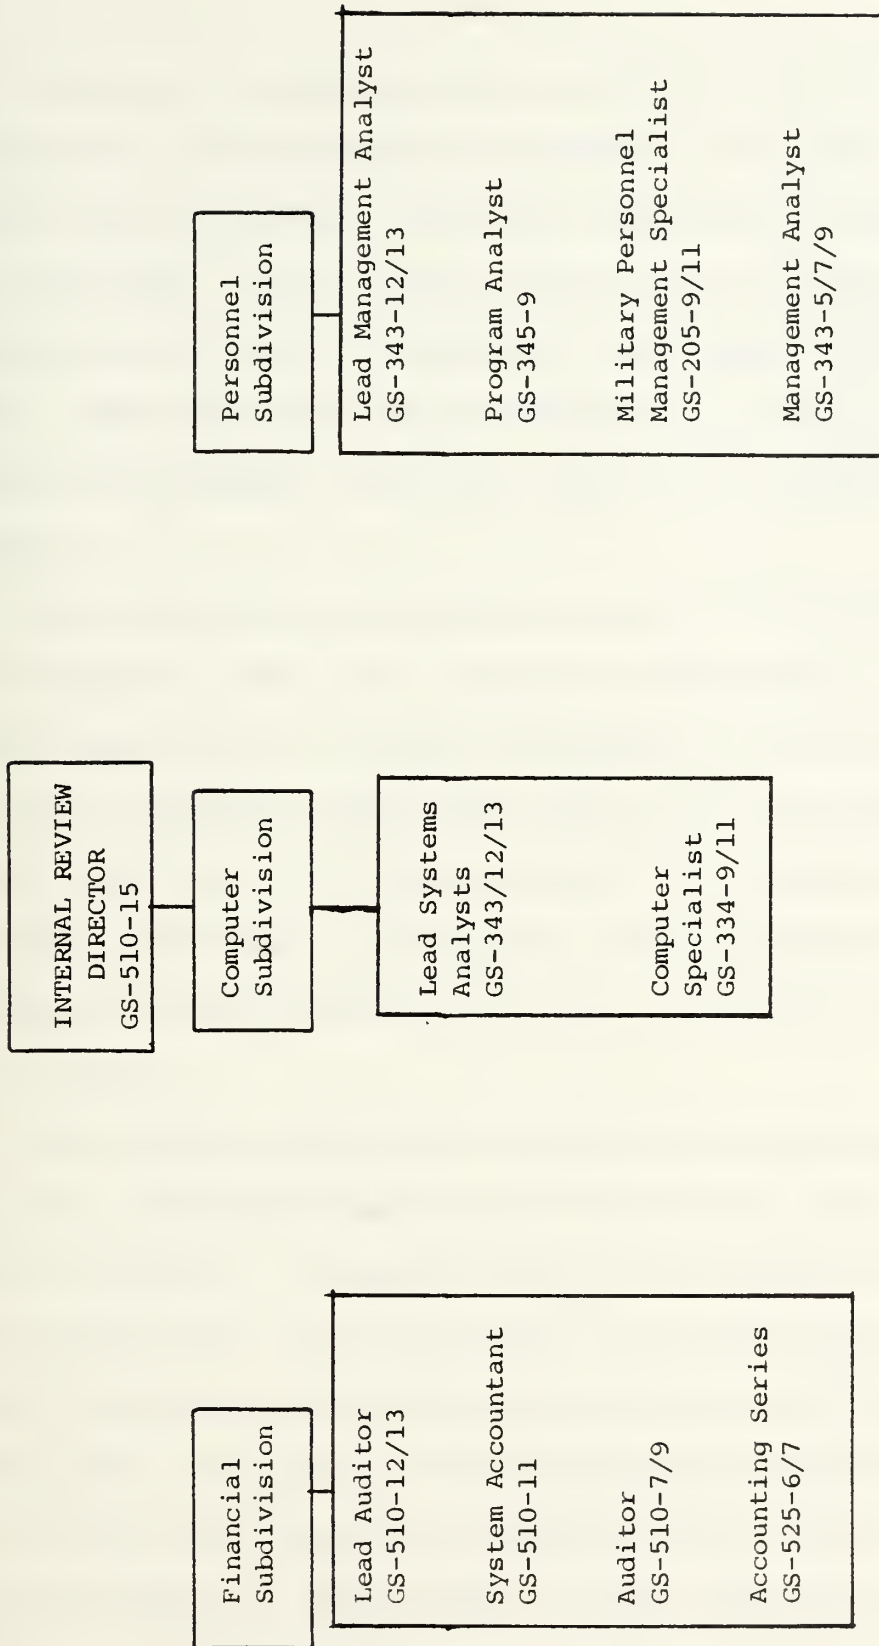 INTERNAL REVIEW
DIRECTOR
GS-510-15
Financial
Subdivision
Lead Auditor
GS-510-12/13
System Accountant
GS-510-11
Auditor
GS-510-7/9
Accounting Series
GS-525-6/7
Computer
Subdivision
Lead Systems
Analysts
GS-343/12/13
Computer
Specialist
GS-334-9/11
Personnel
Subdivision
Lead Management Analyst
GS-343-12/13
Program Analyst
GS-345-9
Military Personnel
Management Specialist
GS-205-9/11
Management Analyst
GS-343-5/7/9